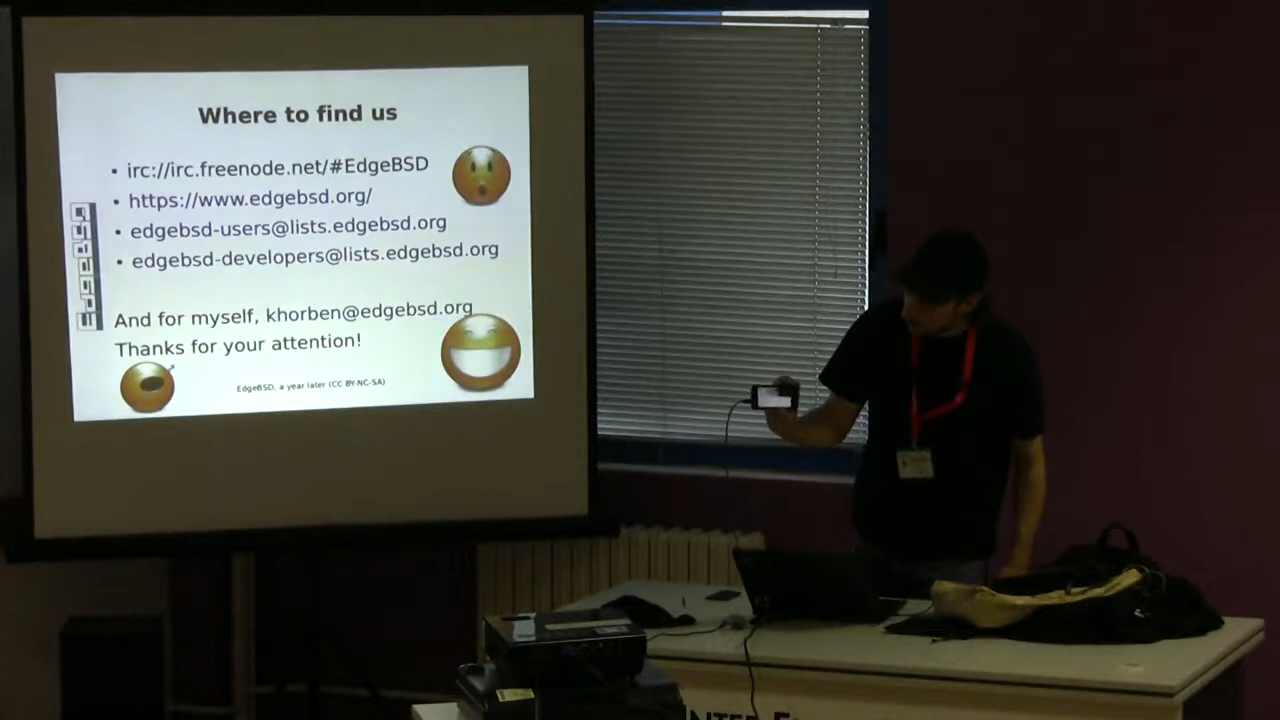 Where to find us
• irc://irc.freenode.net/#EdgeBSD
• https://www.edgebsd.org/
• edgebsd-users@lists.edgebsd.org
• edgebsd-developers@lists.edgebsd.org
And for myself, khorben@edgebsd.org
Thanks for your attention!
EdgeBSD, a year later (CC BY-NC-SA)